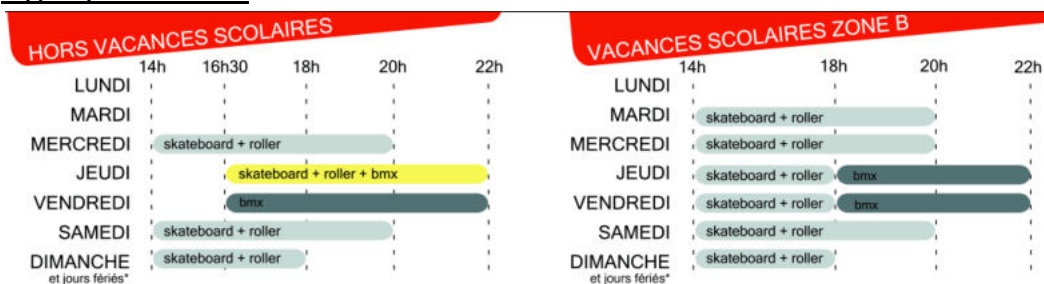 HORS VACANCES SCOLAIRES
14h 16h30 18h 20h 22h
LUNDI
MARDI
MERCREDI skateboard + roller
JEUDI skateboard + roller + bmx
VENDREDI bmx
SAMEDI skateboard + roller
DIMANCHE skateboard + roller
et jours fériés*
VACANCES SCOLAIRES ZONE B
14h 18h 20h 22h
LUNDI
MARDI skateboard + roller
MERCREDI skateboard + roller
JEUDI skateboard + roller bmx
VENDREDI skateboard + roller bmx
SAMEDI skateboard + roller
DIMANCHE skateboard + roller
et jours fériés*